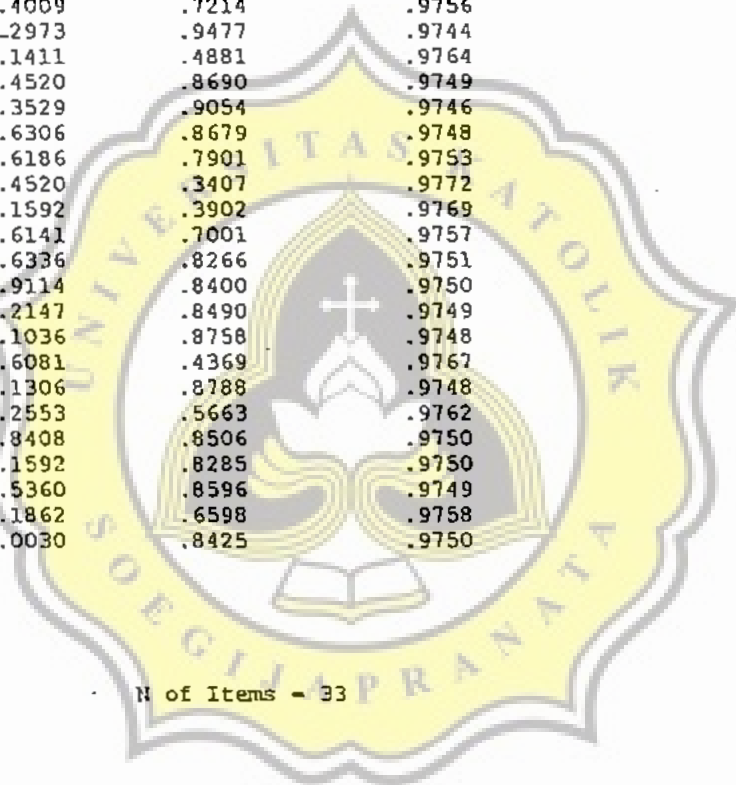 .4009 .7214 .9756
.2973 .9477 .9744
.1411 .4881 .9764
.4520 .8690 .9749
.3529 .9054 .9746
.6306 .8679 .9748
.6186 .7901 .9753
.4520 .3407 .9772
.1592 .3902 .9769
.6141 .7001 .9757
.6336 .8266 .9751
.9114 .8400 .9750
.2147 .8490 .9749
.1036 .8758 .9748
.6081 .4369 .9767
.1306 .8788 .9748
.2553 .5663 .9762
.8408 .8506 .9750
.1592 .8285 .9750
.5360 .8596 .9749
.1862 .6598 .9758
.0030 .8425 .9750
N of Items = 33
UNIVERSITAS KATOLIK
SOEGIJAPRANATA